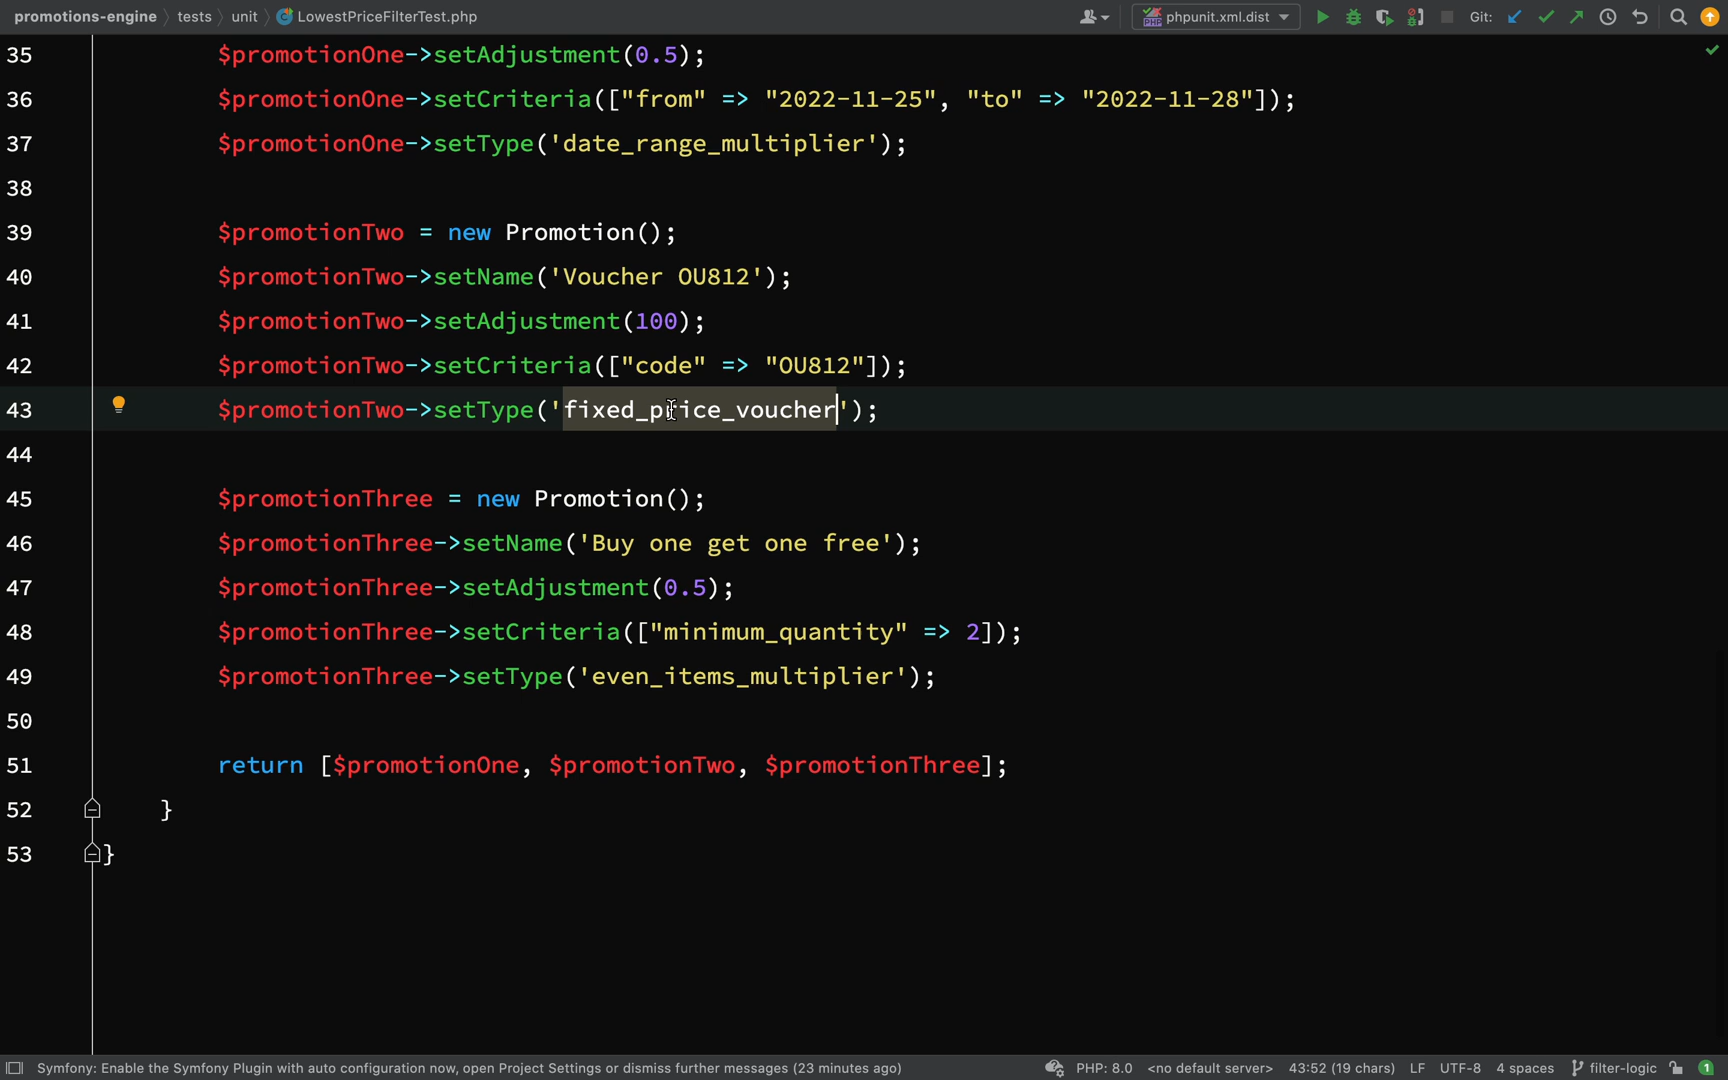 promotions-engine tests unit LowestPriceFilterTest.php phpunit.xml.dist Git:
35 $promotionOne->setAdjustment(0.5);
36 $promotionOne->setCriteria(["from" => "2022-11-25", "to" => "2022-11-28"]);
37 $promotionOne->setType('date_range_multiplier');
38
39 $promotionTwo = new Promotion();
40 $promotionTwo->setName('Voucher OU812');
41 $promotionTwo->setAdjustment(100);
42 $promotionTwo->setCriteria(["code" => "OU812"]);
43 $promotionTwo->setType('fixed_price_voucher');
44
45 $promotionThree = new Promotion();
46 $promotionThree->setName('Buy one get one free');
47 $promotionThree->setAdjustment(0.5);
48 $promotionThree->setCriteria(["minimum_quantity" => 2]);
49 $promotionThree->setType('even_items_multiplier');
50
51 return [$promotionOne, $promotionTwo, $promotionThree];
52 }
53 }
Symfony: Enable the Symfony Plugin with auto configuration now, open Project Settings or dismiss further messages (23 minutes ago) PHP: 8.0 <no default server> 43:52 (19 chars) LF UTF-8 4 spaces filter-logic 1